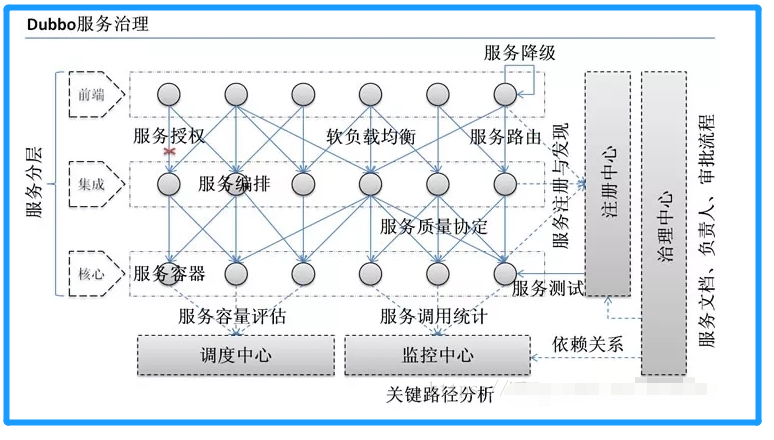 Dubbo服务治理
服务降级
前端
服务授权
软负载均衡
服务路由
服务分层
集成
服务编排
服务质量协定
服务注册与发现
注册中心
治理中心
服务文档、负责人、审批流程
核心
服务容器
服务测试
服务容量评估
服务调用统计
调度中心
监控中心
依赖关系
关键路径分析